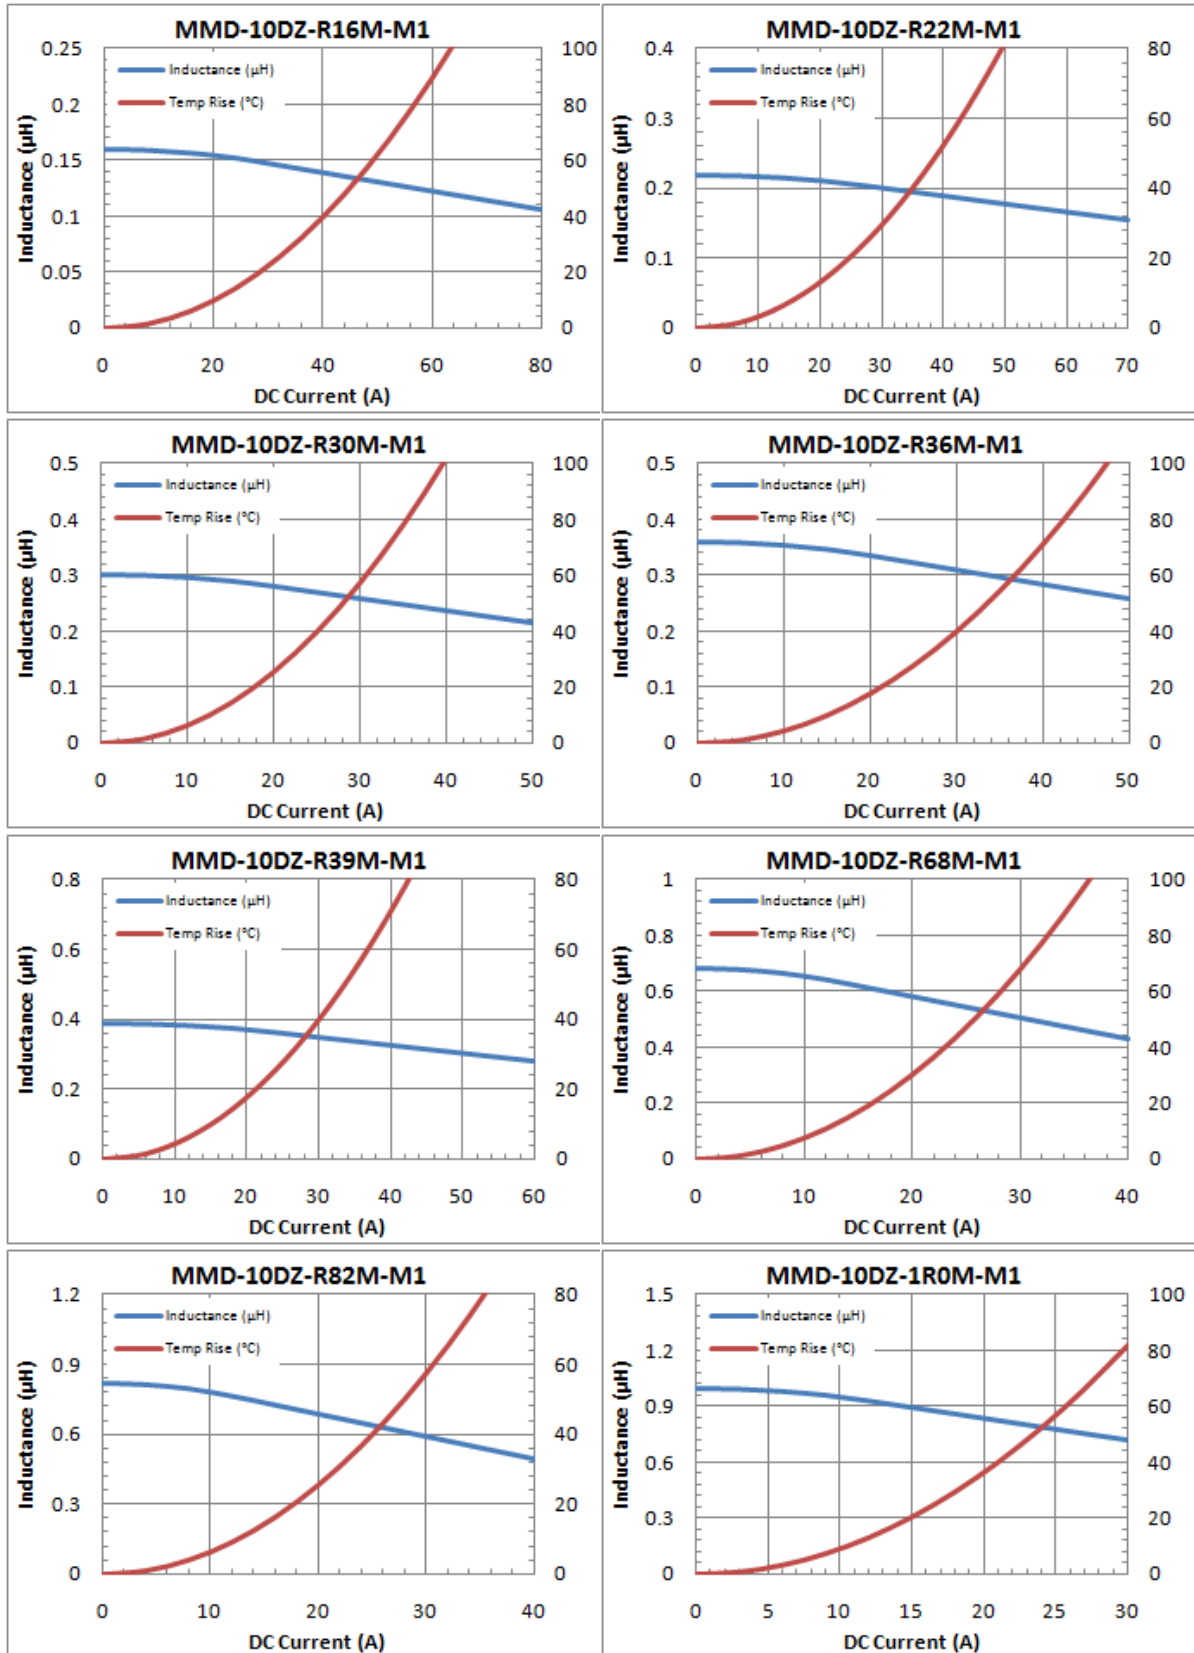 MMD-10DZ-R16M-M1
Inductance (µH)
Temp Rise (°C)
Inductance (µH)
0.25
0.2
0.15
0.1
0.05
0
100
80
60
40
20
0
0 20 40 60 80
DC Current (A)
MMD-10DZ-R22M-M1
Inductance (µH)
Temp Rise (°C)
Inductance (µH)
0.4
0.3
0.2
0.1
0
80
60
40
20
0
0 10 20 30 40 50 60 70
DC Current (A)
MMD-10DZ-R30M-M1
Inductance (µH)
Temp Rise (°C)
Inductance (µH)
0.5
0.4
0.3
0.2
0.1
0
100
80
60
40
20
0
0 10 20 30 40 50
DC Current (A)
MMD-10DZ-R36M-M1
Inductance (µH)
Temp Rise (°C)
Inductance (µH)
0.5
0.4
0.3
0.2
0.1
0
100
80
60
40
20
0
0 10 20 30 40 50
DC Current (A)
MMD-10DZ-R39M-M1
Inductance (µH)
Temp Rise (°C)
Inductance (µH)
0.8
0.6
0.4
0.2
0
80
60
40
20
0
0 10 20 30 40 50 60
DC Current (A)
MMD-10DZ-R68M-M1
Inductance (µH)
Temp Rise (°C)
Inductance (µH)
1
0.8
0.6
0.4
0.2
0
100
80
60
40
20
0
0 10 20 30 40
DC Current (A)
MMD-10DZ-R82M-M1
Inductance (µH)
Temp Rise (°C)
Inductance (µH)
1.2
0.9
0.6
0.3
0
80
60
40
20
0
0 10 20 30 40
DC Current (A)
MMD-10DZ-1R0M-M1
Inductance (µH)
Temp Rise (°C)
Inductance (µH)
1.5
1.2
0.9
0.6
0.3
0
100
80
60
40
20
0
0 5 10 15 20 25 30
DC Current (A)